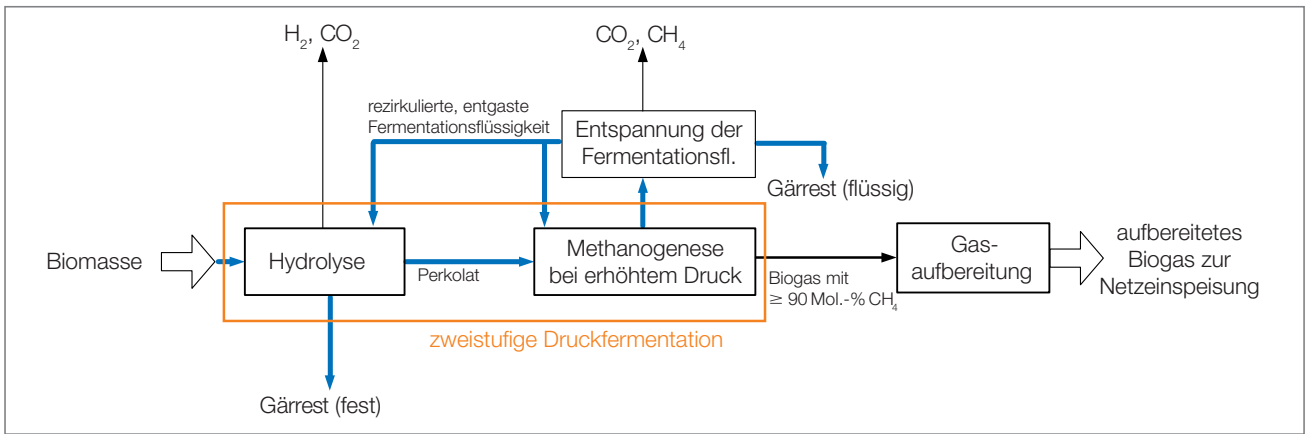 H₂, CO₂
CO₂, CH₄
rezirkulierte, entgaste
Fermentationsflüssigkeit
Entspannung der
Fermentationsfl.
Gärrest (flüssig)
Biomasse
Hydrolyse
Perkolat
Methanogenese
bei erhöhtem Druck
Biogas mit
≥ 90 Mol.-% CH₄
Gas-
aufbereitung
aufbereitetes
Biogas zur
Netzeinspeisung
zweistufige Druckfermentation
Gärrest (fest)